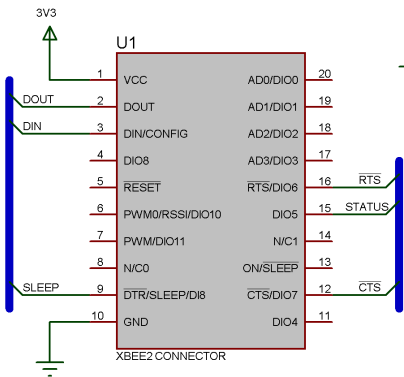 3V3
U1
1 VCC AD0/DIO0 20
DOUT 2 DOUT AD1/DIO1 19
DIN 3 DIN/CONFIG AD2/DIO2 18
4 DIO8 AD3/DIO3 17
5 RESET RTS/DIO6 16 RTS
6 PWM0/RSSI/DIO10 DIO5 15 STATUS
7 PWM/DIO11 N/C1 14
8 N/C0 ON/SLEEP 13
SLEEP 9 DTR/SLEEP/DI8 CTS/DIO7 12 CTS
10 GND DIO4 11
XBEE2 CONNECTOR